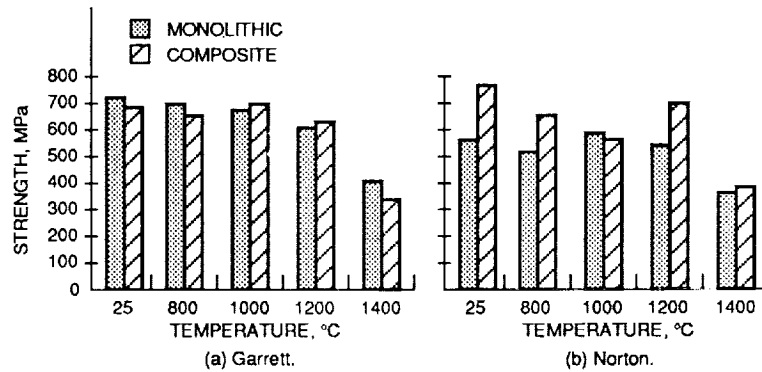 MONOLITHIC
COMPOSITE
STRENGTH, MPa
800
700
600
500
400
300
200
100
0
25 800 1000 1200 1400
TEMPERATURE, °C
(a) Garrett.
25 800 1000 1200 1400
TEMPERATURE, °C
(b) Norton.